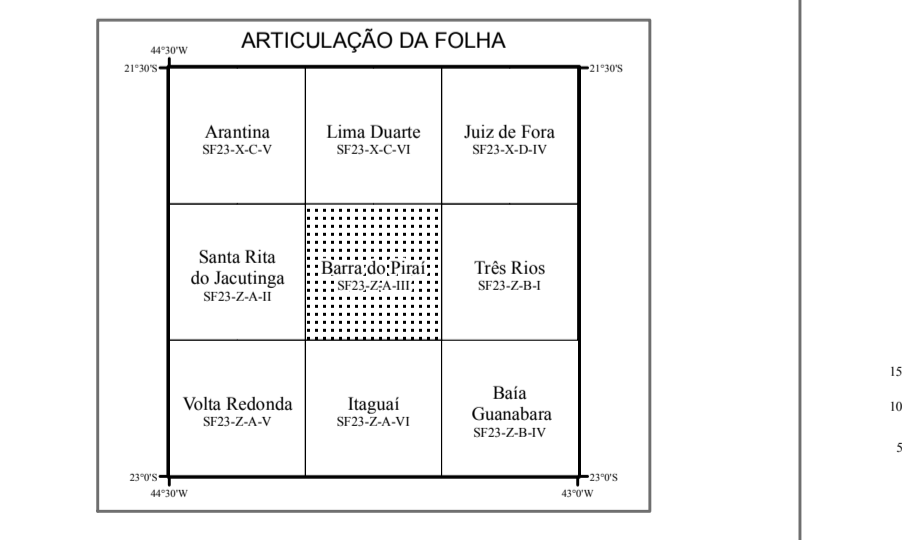 ARTICULAÇÃO DA FOLHA
44°30'W
21°30'S
21°30'S
Arantina
SF23-X-C-V
Lima Duarte
SF23-X-C-VI
Juiz de Fora
SF23-X-D-IV
Santa Rita
do Jacutinga
SF23-Z-A-II
Barra do Piraí
SF23-Z-A-III
Três Rios
SF23-Z-B-I
Volta Redonda
SF23-Z-A-V
Itaguaí
SF23-Z-A-VI
Baía
Guanabara
SF23-Z-B-IV
23°0'S
23°0'S
44°30'W
43°0'W
15
10
5